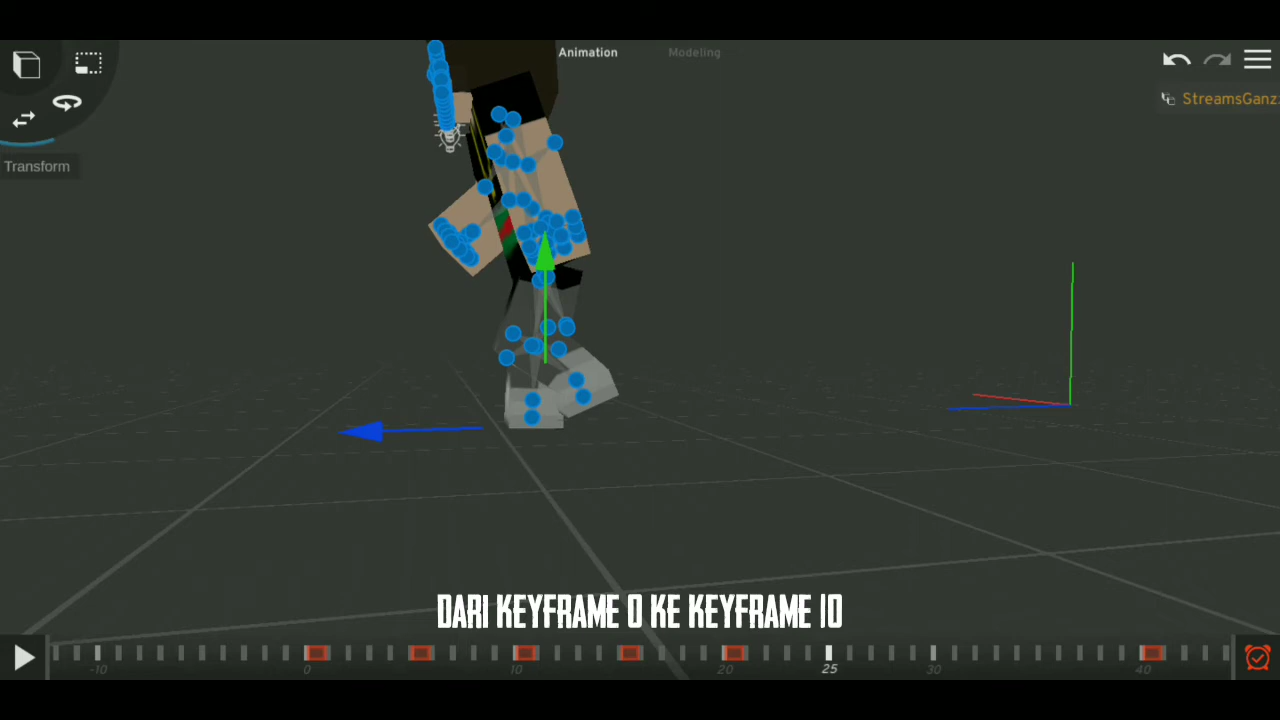 Animation
Modeling
StreamsGanz
Transform
DARI KEYFRAME 0 KE KEYFRAME 10
-10
0
10
20
25
30
40